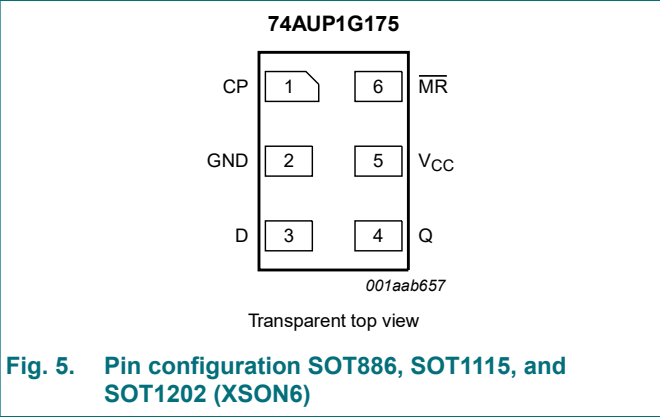 74AUP1G175
CP 1 6 M̅R̅
GND 2 5 VCC
D 3 4 Q
001aab657
Transparent top view
Fig. 5. Pin configuration SOT886, SOT1115, and
SOT1202 (XSON6)